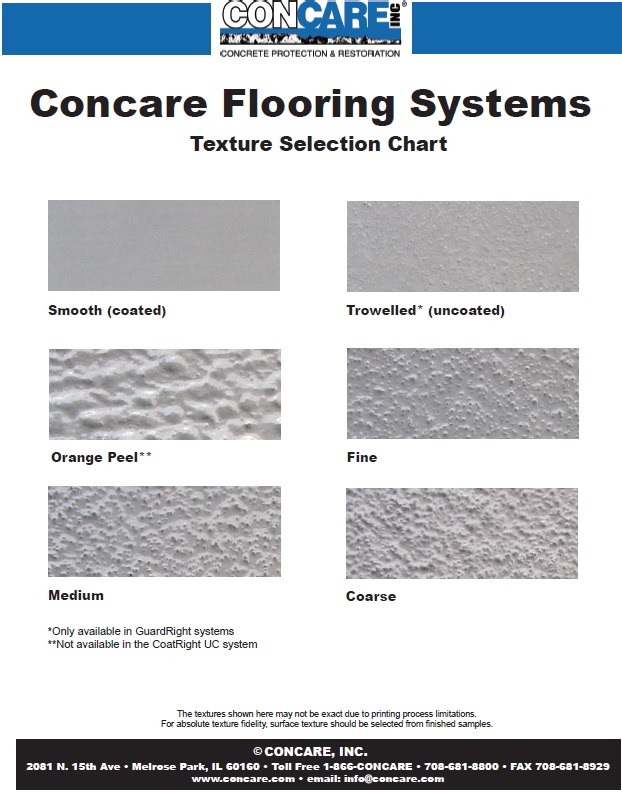 CONCARE INC ®
CONCRETE PROTECTION & RESTORATION
Concare Flooring Systems
Texture Selection Chart
Smooth (coated)
Trowelled* (uncoated)
Orange Peel**
Fine
Medium
Coarse
*Only available in GuardRight systems
**Not available in the CoatRight UC system
The textures shown here may not be exact due to printing process limitations.
For absolute texture fidelity, surface texture should be selected from finished samples.
©CONCARE, INC.
2081 N. 15th Ave • Melrose Park, IL 60160 • Toll Free 1-866-CONCARE • 708-681-8800 • FAX 708-681-8929
www.concare.com • email: info@concare.com